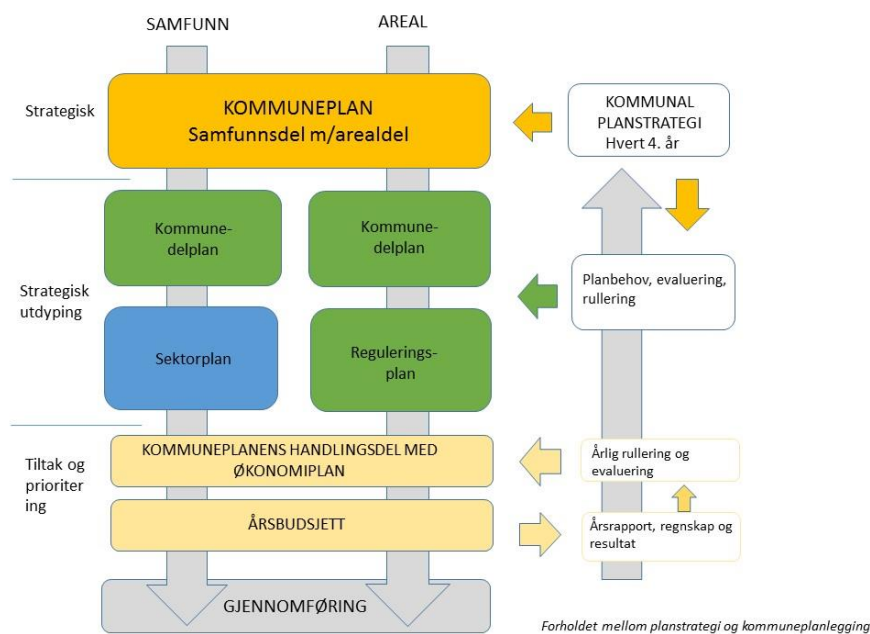 SAMFUNN
AREAL
Strategisk
KOMMUNEPLAN
Samfunnsdel m/arealdel
KOMMUNAL
PLANSTRATEGI
Hvert 4. år
Kommune-
delplan
Kommune-
delplan
Planbehov, evaluering,
rullering
Strategisk
utdyping
Sektorplan
Regulerings-
plan
Tiltak og
prioriter
ing
KOMMUNEPLANENS HANDLINGSDEL MED
ØKONOMIPLAN
Årlig rullering og
evaluering
ÅRSBUDSJETT
Årsrapport, regnskap og
resultat
GJENNOMFØRING
Forholdet mellom planstrategi og kommuneplanlegging